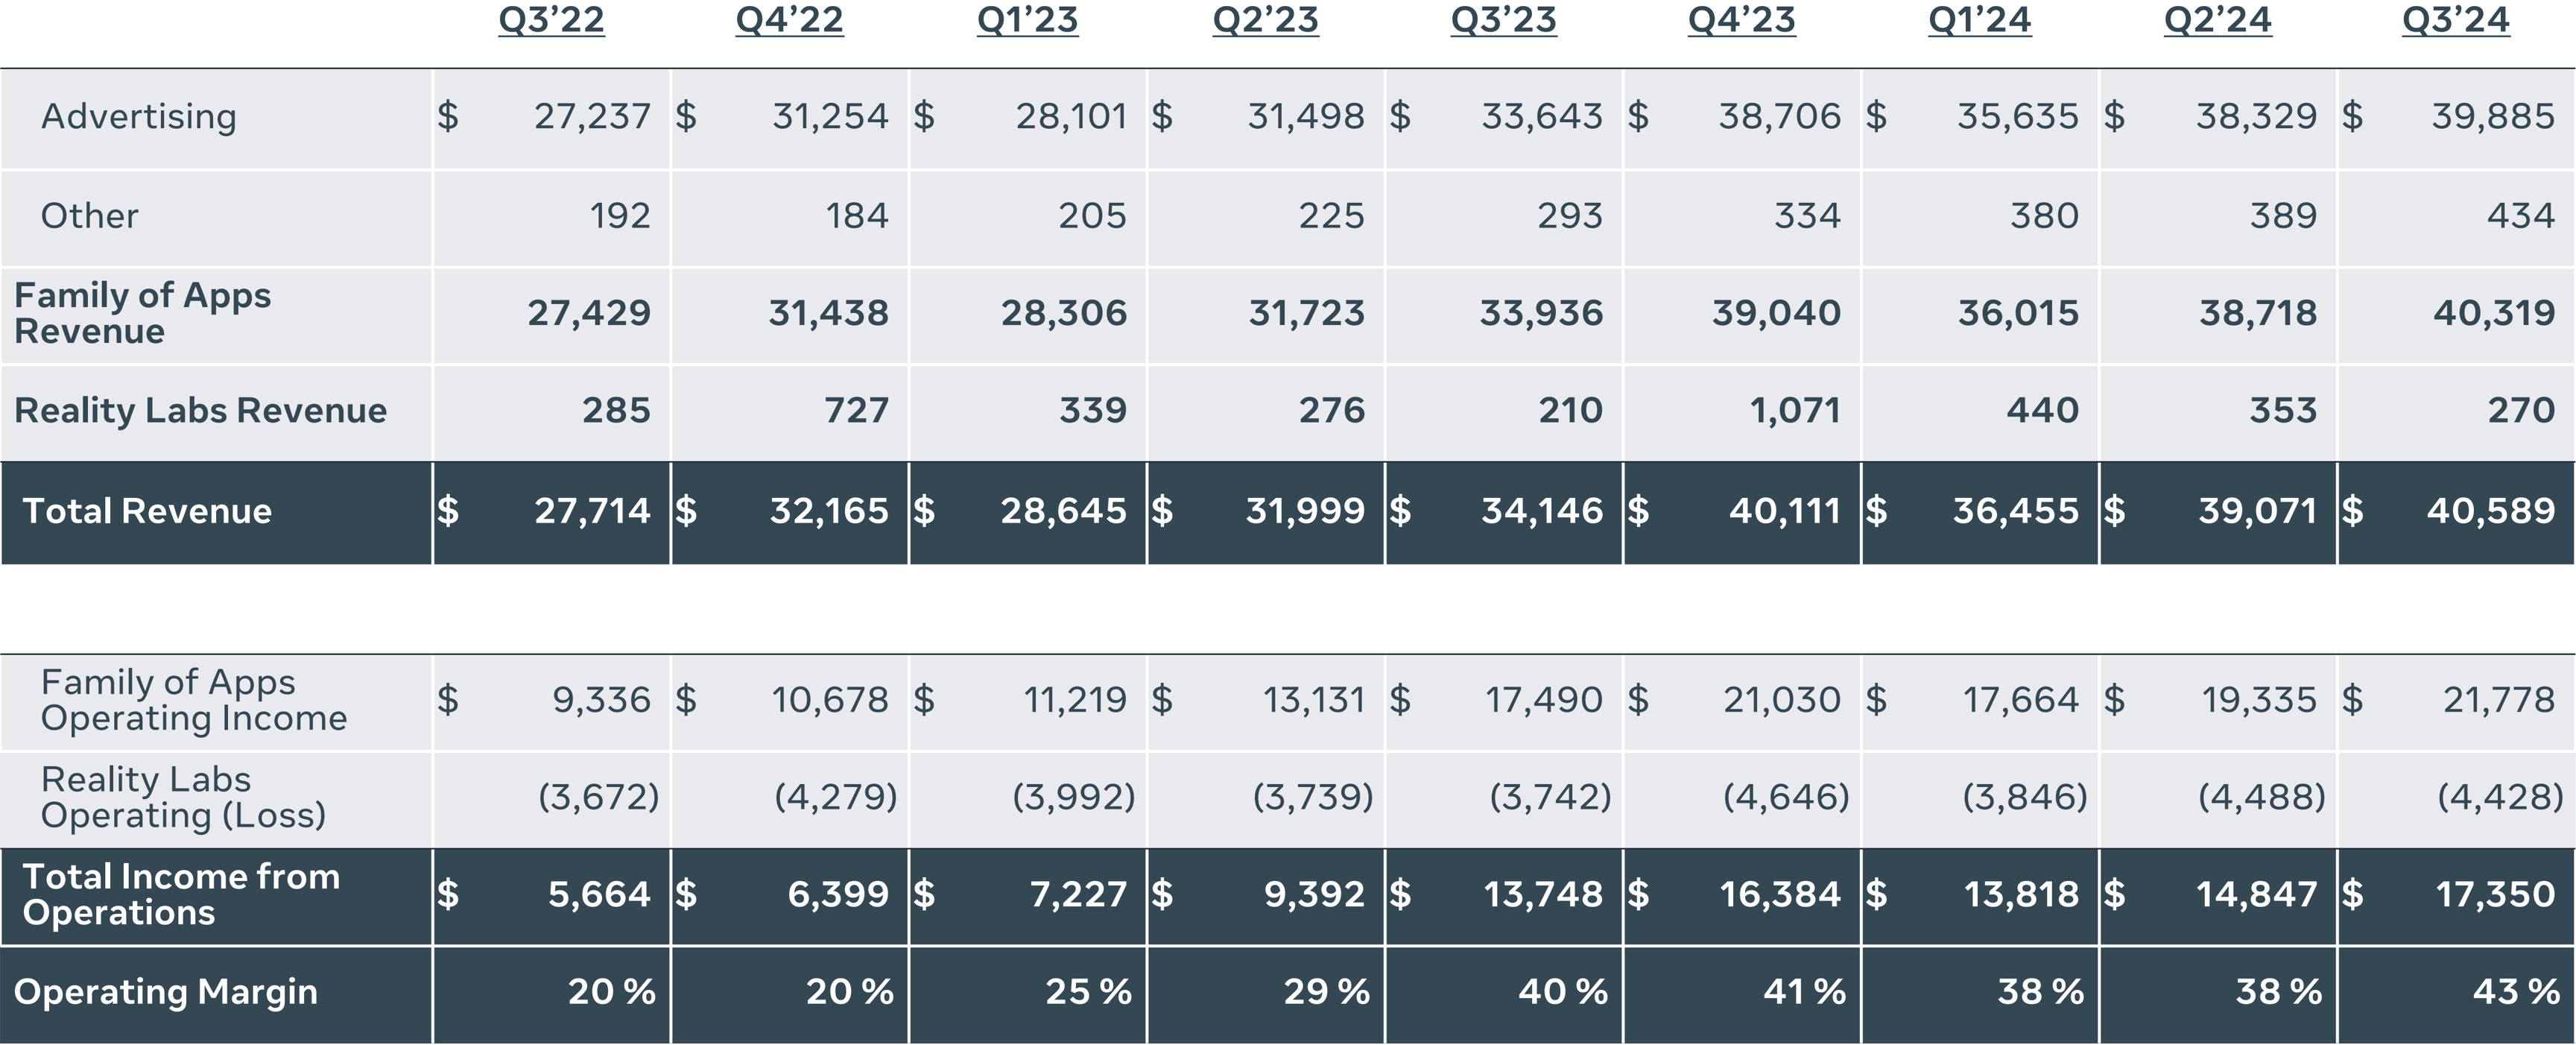 Q3’22 Q4’22 Q1’23 Q2’23 Q3’23 Q4’23 Q1’24 Q2’24 Q3’24
Advertising $ 27,237 $ 31,254 $ 28,101 $ 31,498 $ 33,643 $ 38,706 $ 35,635 $ 38,329 $ 39,885
Other 192 184 205 225 293 334 380 389 434
Family of Apps
Revenue 27,429 31,438 28,306 31,723 33,936 39,040 36,015 38,718 40,319
Reality Labs Revenue 285 727 339 276 210 1,071 440 353 270
Total Revenue $ 27,714 $ 32,165 $ 28,645 $ 31,999 $ 34,146 $ 40,111 $ 36,455 $ 39,071 $ 40,589
Family of Apps
Operating Income $ 9,336 $ 10,678 $ 11,219 $ 13,131 $ 17,490 $ 21,030 $ 17,664 $ 19,335 $ 21,778
Reality Labs
Operating (Loss) (3,672) (4,279) (3,992) (3,739) (3,742) (4,646) (3,846) (4,488) (4,428)
Total Income from
Operations $ 5,664 $ 6,399 $ 7,227 $ 9,392 $ 13,748 $ 16,384 $ 13,818 $ 14,847 $ 17,350
Operating Margin 20 % 20 % 25 % 29 % 40 % 41 % 38 % 38 % 43 %